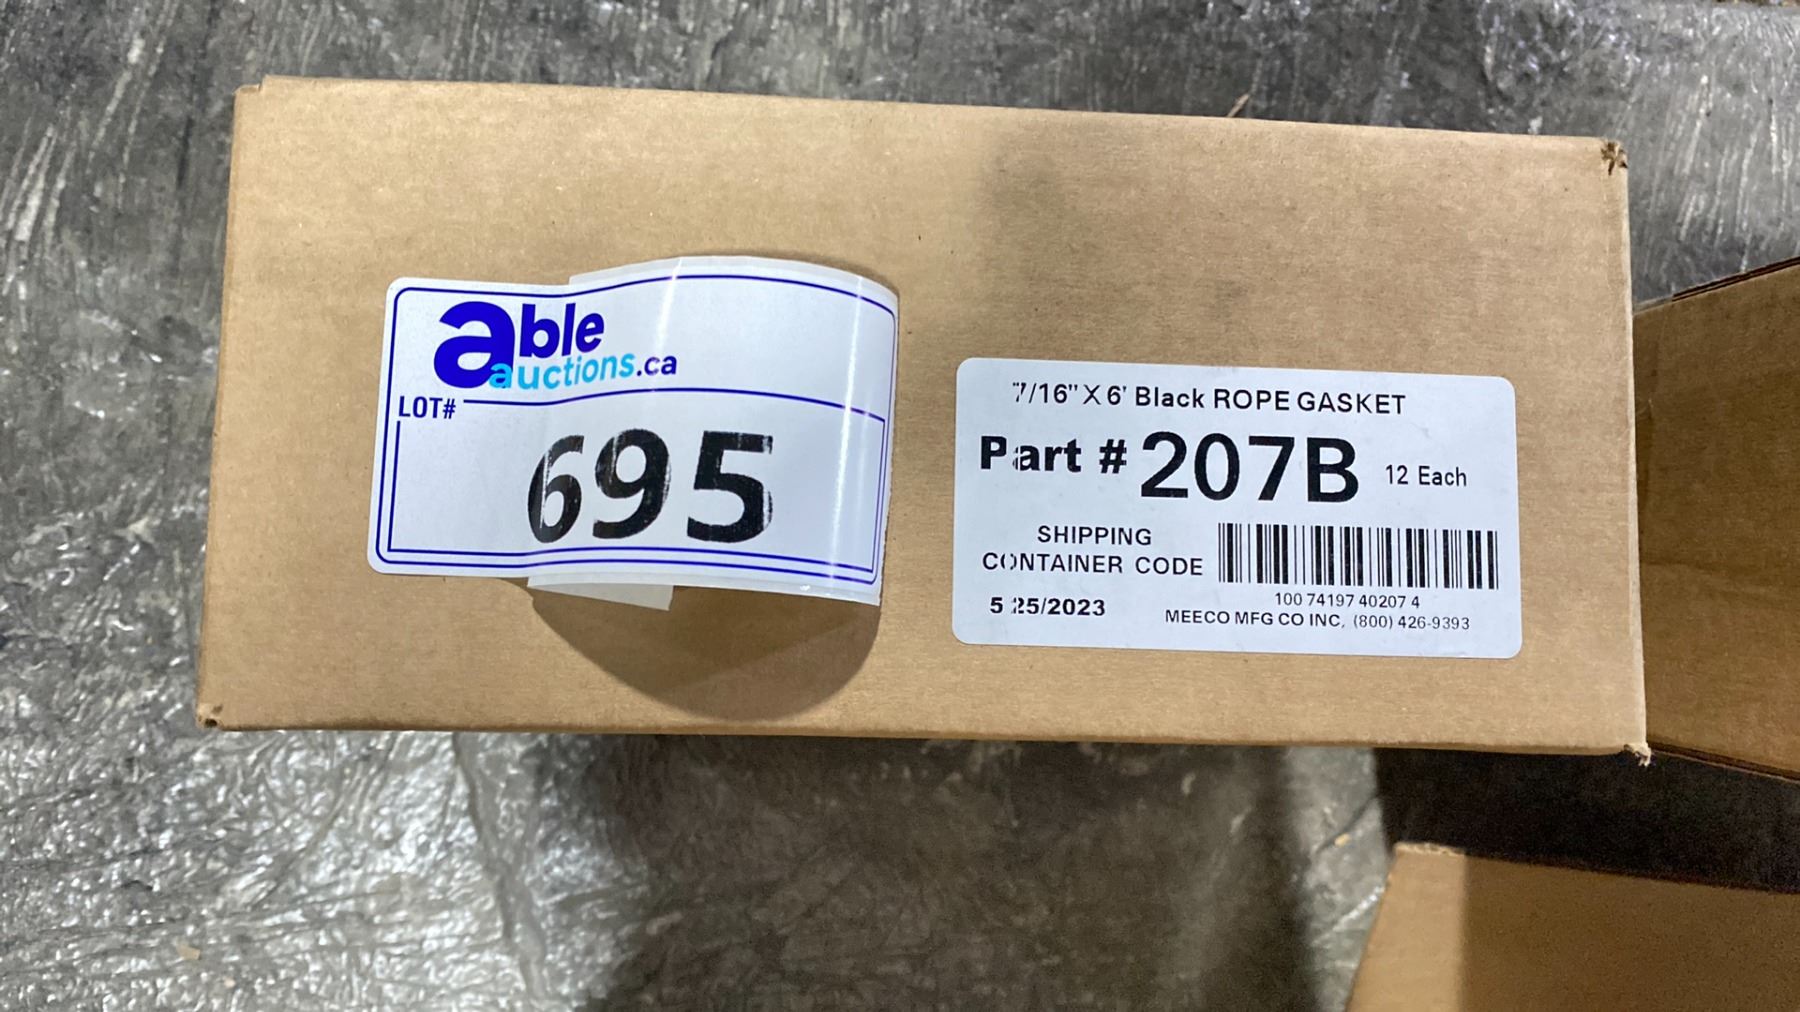 able
auctions.ca
LOT#
695
7/16" X 6' Black ROPE GASKET
Part # 207B 12 Each
SHIPPING
CONTAINER CODE
100 74197 40207 4
5/25/2023
MEECO MFG CO INC, (800) 426-9393